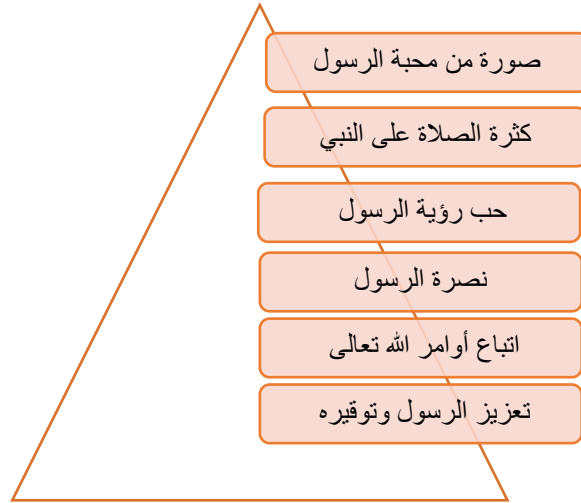 صورة من محبة الرسول
كثرة الصلاة على النبي
حب رؤية الرسول
نصرة الرسول
اتباع أوامر الله تعالى
تعزيز الرسول وتوقيره